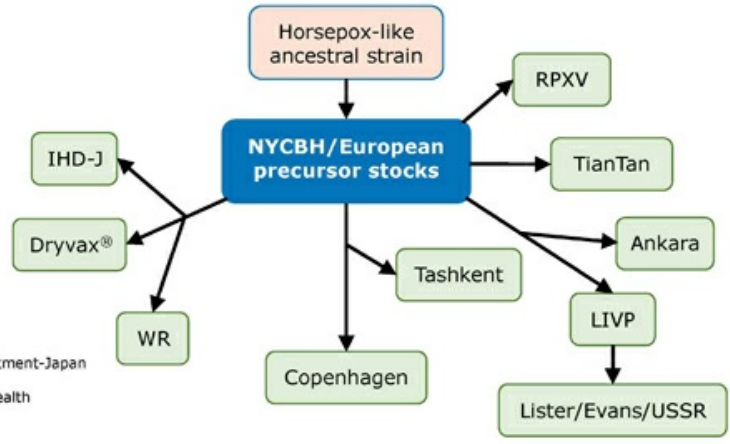 Horsepox-like
ancestral strain
RPXV
NYCBH/European
precursor stocks
IHD-J
TianTan
Dryvax®
Ankara
Tashkent
LIVP
WR
Copenhagen
Lister/Evans/USSR
-Japan